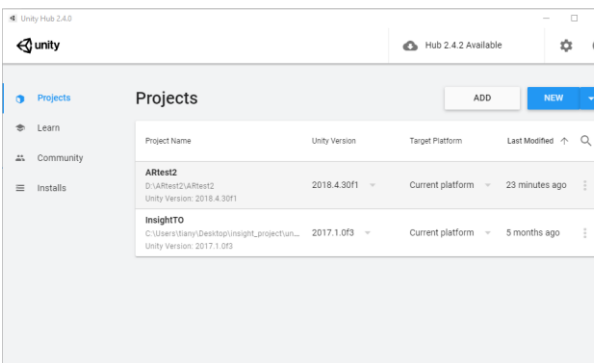 Unity Hub 2.4.0
unity
Hub 2.4.2 Available
Projects
Learn
Community
Installs
Projects
ADD
NEW
Project Name Unity Version Target Platform Last Modified
ARtest2
D:\ARtest2\ARtest2
Unity Version: 2018.4.30f1
2018.4.30f1 Current platform 23 minutes ago
InsightTO
C:\Users\tiany\Desktop\insight_project\un...
Unity Version: 2017.1.0f3
2017.1.0f3 Current platform 5 months ago